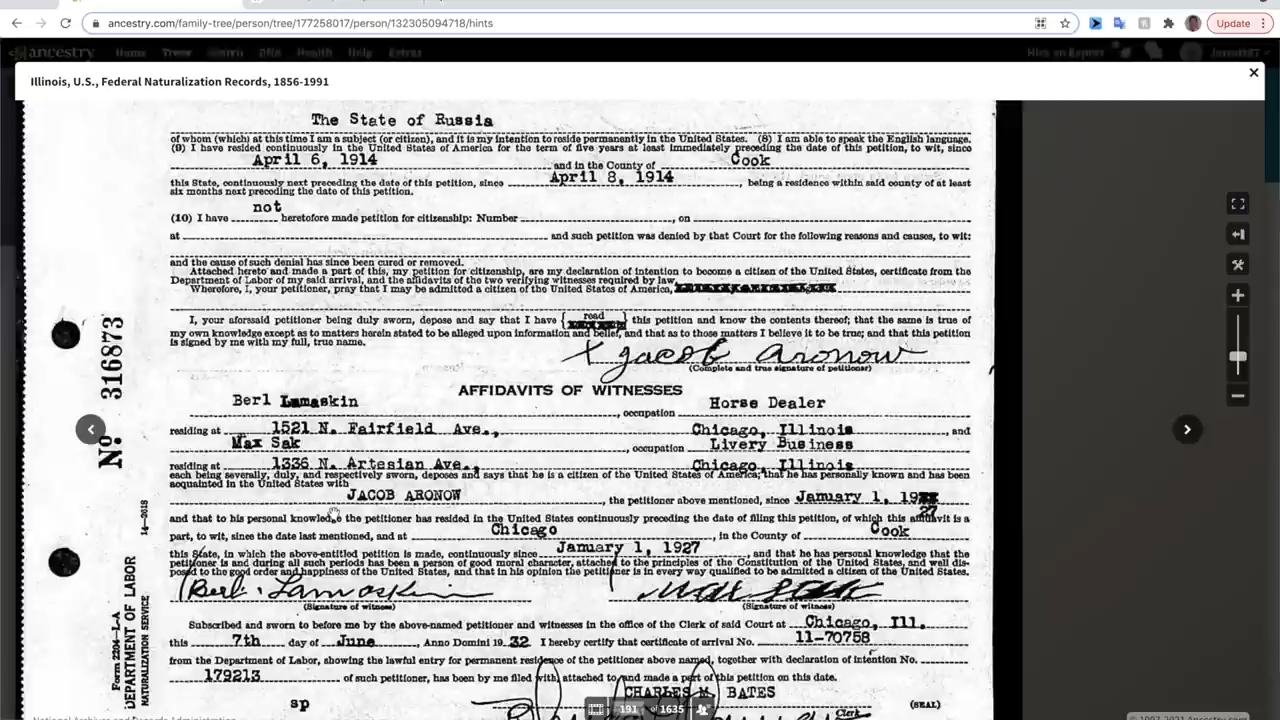 ancestry.com/family-tree/person/tree/177258017/person/132305094718/hints
Update
ancestry Home Trees Search DNA Health Help Extras
Hire an Expert
Illinois, U.S., Federal Naturalization Records, 1856-1991
The State of Russia
of whom (which) at this time I am a subject (or citizen), and it is my intention to reside permanently in the United States. (8) I am able to speak the English language.
(9) I have resided continuously in the United States of America for the term of five years at least immediately preceding the date of this petition, to wit, since
April 6, 1914 and in the County of Cook
this State, continuously next preceding the date of this petition, since April 8, 1914, being a residence within said county of at least
six months next preceding the date of this petition.
(10) I have not heretofore made petition for citizenship: Number , on
at and such petition was denied by that Court for the following reasons and causes, to wit:
and the cause of such denial has since been cured or removed.
Attached hereto and made a part of this, my petition for citizenship, are my declaration of intention to become a citizen of the United States, certificate from the
Department of Labor of my said arrival, and the affidavits of the two verifying witnesses required by law.
Wherefore, I, your petitioner, pray that I may be admitted a citizen of the United States of America,
I, your aforsaid petitioner being duly sworn, depose and say that I have { read } this petition and know the contents thereof; that the same is true of
my own knowledge except as to matters herein stated to be alleged upon information and belief, and that as to those matters I believe it to be true; and that this petition
is signed by me with my full, true name.
x Jacob Aronow
(Complete and true signature of petitioner)
AFFIDAVITS OF WITNESSES
Berl Lamaskin , occupation Horse Dealer
residing at 1521 N. Fairfield Ave., Chicago, Illinois , and
Max Sak , occupation Livery Business
residing at 1336 N. Artesian Ave., Chicago, Illinois
each being severally, duly, and respectively sworn, deposes and says that he is a citizen of the United States of America; that he has personally known and has been
acquainted in the United States with
JACOB ARONOW , the petitioner above mentioned, since January 1, 19 27
and that to his personal knowledge the petitioner has resided in the United States continuously preceding the date of filing this petition, of which this affidavit is a
part, to wit, since the date last mentioned, and at Chicago , in the County of Cook
this State, in which the above-entitled petition is made, continuously since January 1, 1927 , and that he has personal knowledge that the
petitioner is and during all such periods has been a person of good moral character, attached to the principles of the Constitution of the United States, and well dis-
posed to the good order and happiness of the United States, and that in his opinion the petitioner is in every way qualified to be admitted a citizen of the United States.
Berl Lamaskin
(Signature of witness) (Signature of witness)
Subscribed and sworn to before me by the above-named petitioner and witnesses in the office of the Clerk of said Court at Chicago, Ill.
this 7th day of June, Anno Domini 19 32 I hereby certify that certificate of arrival No. 11-70758
from the Department of Labor, showing the lawful entry for permanent residence of the petitioner above named, together with declaration of intention No.
179213 of such petitioner, has been by me filed with, attached to and made a part of this petition on this date.
CHARLES M. BATES
sp (SEAL)
Clerk
No. 316873
14-2618
Form 2204-L-A
DEPARTMENT OF LABOR
NATURALIZATION SERVICE
191 of 1635
National Archives and Records Administration
© 1997-2021 Ancestry